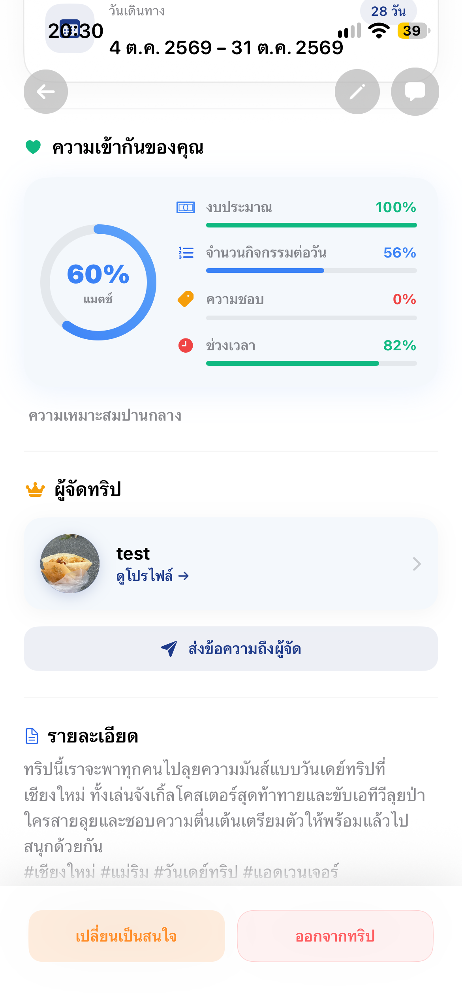 วันเดินทาง
28 วัน
20:30
39
4 ต.ค. 2569 – 31 ต.ค. 2569
ความเข้ากันของคุณ
งบประมาณ
100%
จำนวนกิจกรรมต่อวัน
56%
60%
แมตช์
ความชอบ
0%
ช่วงเวลา
82%
ความเหมาะสมปานกลาง
ผู้จัดทริป
test
ดูโปรไฟล์ →
ส่งข้อความถึงผู้จัด
รายละเอียด
ทริปนี้เราจะพาทุกคนไปลุยความมันส์แบบวันเดย์ทริปที่
เชียงใหม่ ทั้งเล่นจังเกิ้ลโคสเตอร์สุดท้าทายและขับเอทีวีลุยป่า
ใครสายลุยและชอบความตื่นเต้นเตรียมตัวให้พร้อมแล้วไป
สนุกด้วยกัน
#เชียงใหม่ #แม่ริม #วันเดย์ทริป #แอดเวนเจอร์
เปลี่ยนเป็นสนใจ
ออกจากทริป